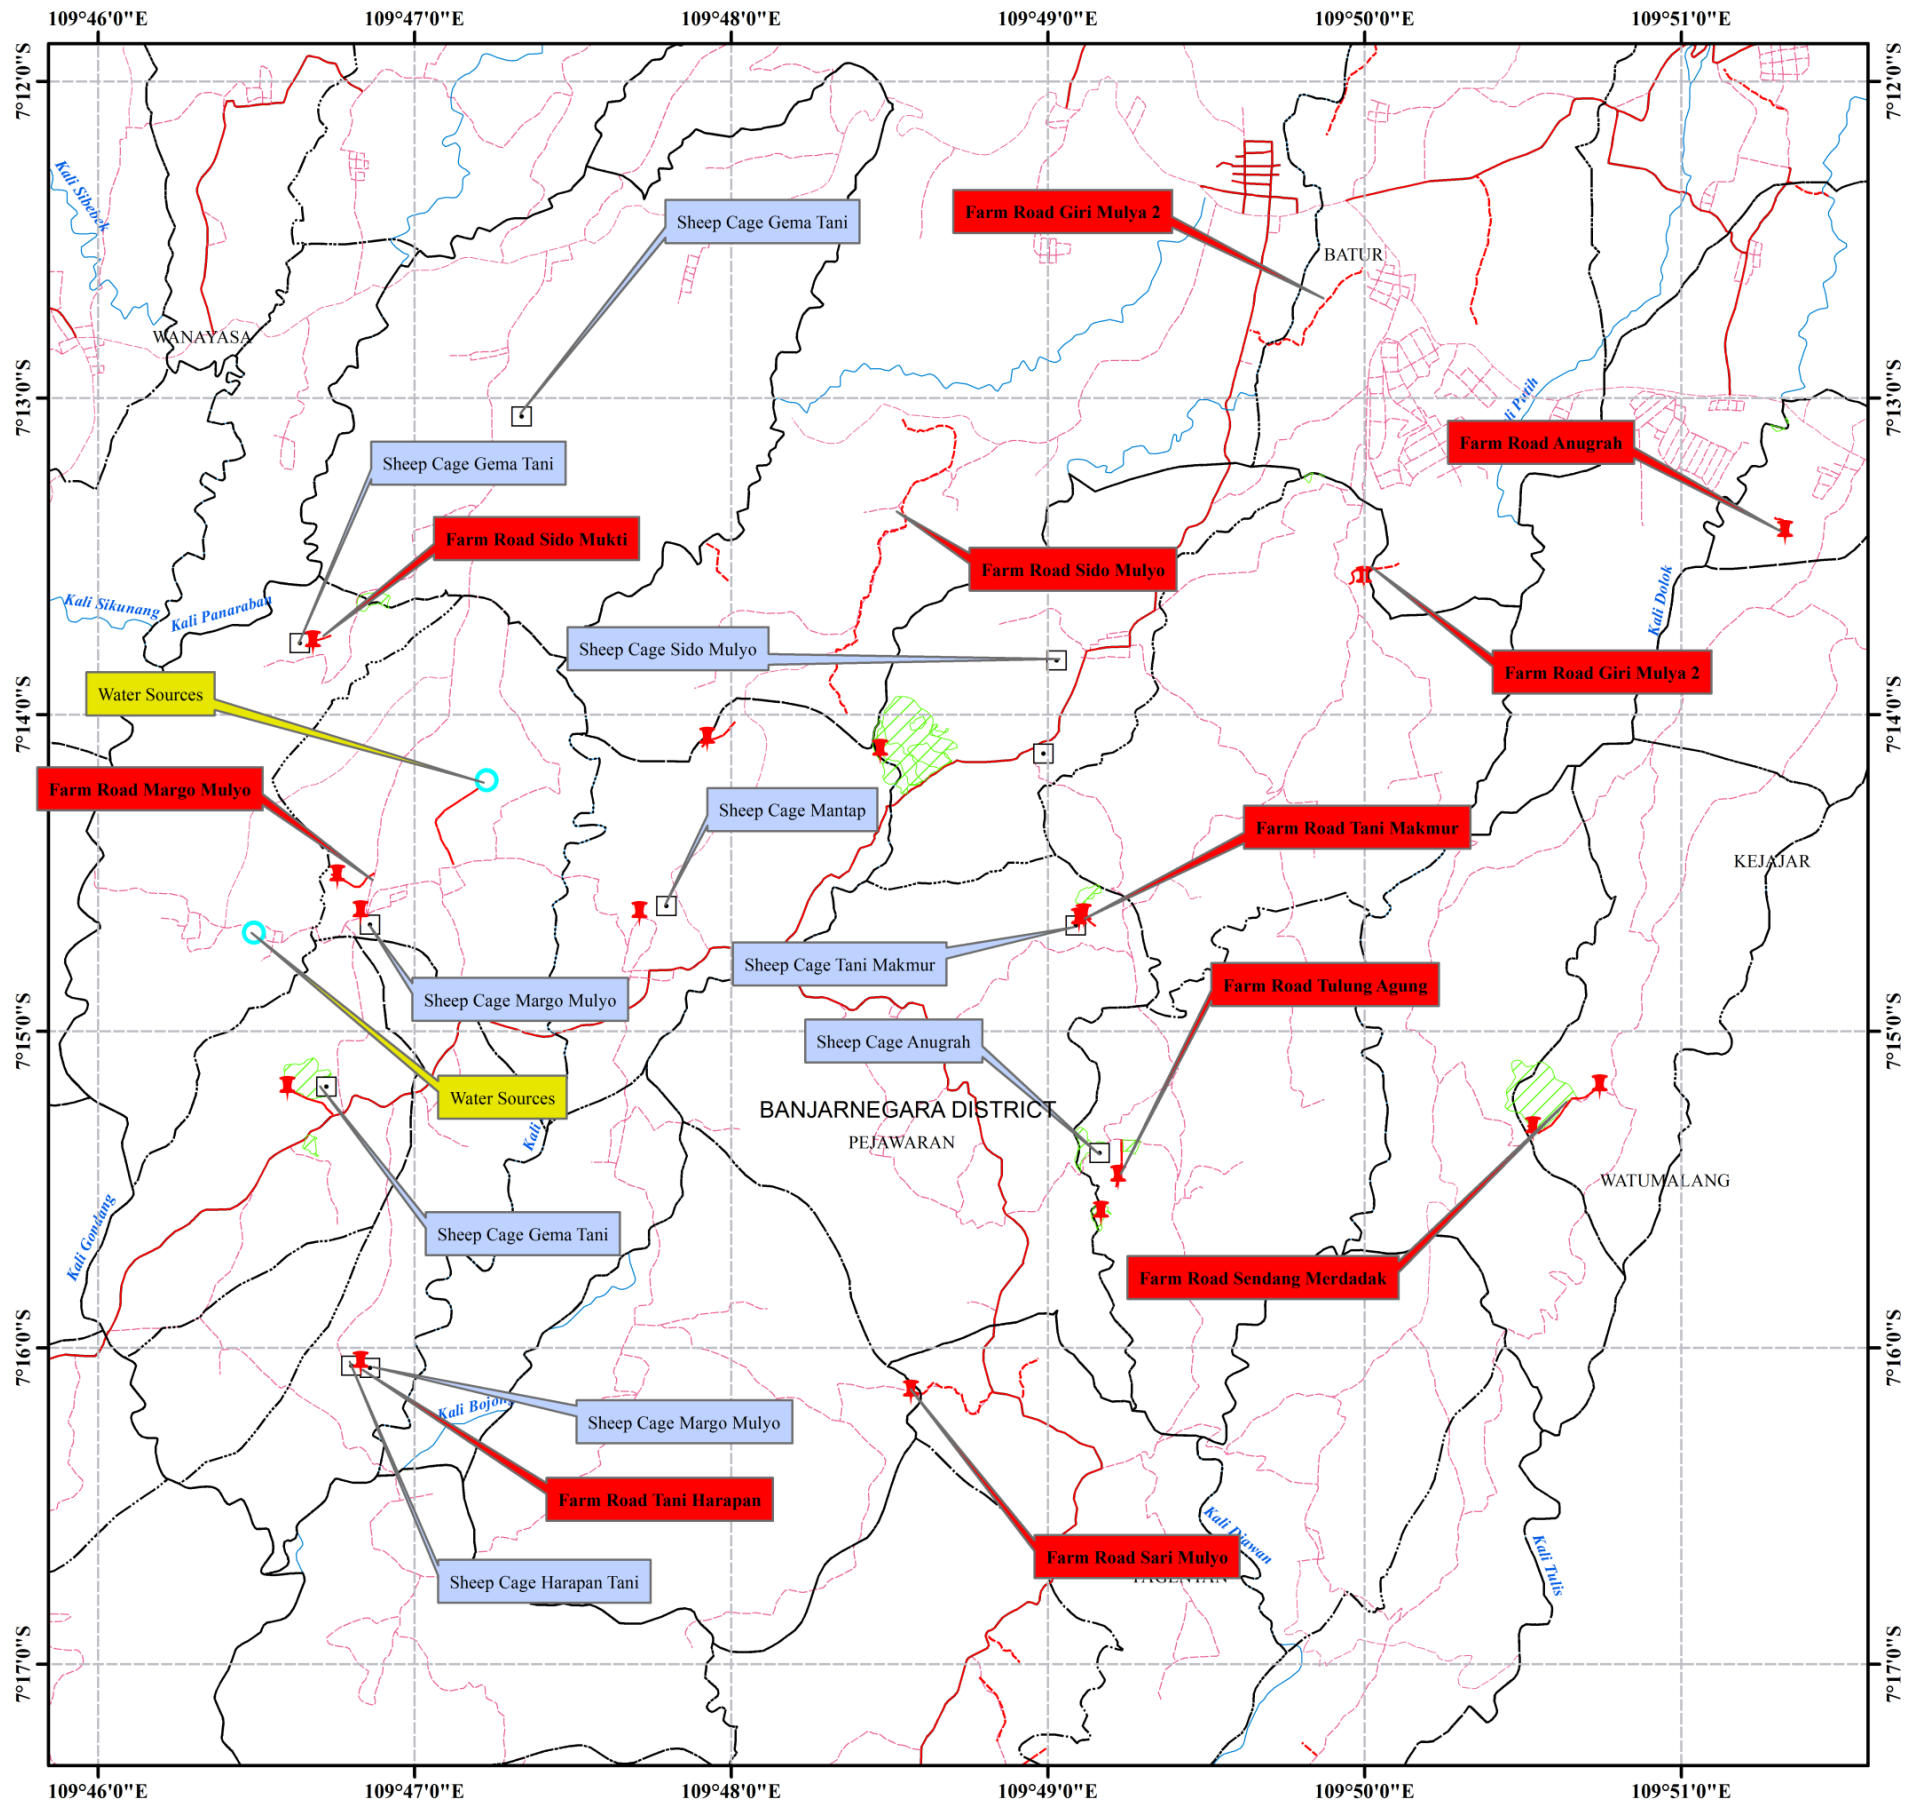 109°46'0"E
109°47'0"E
109°48'0"E
109°49'0"E
109°50'0"E
109°51'0"E
7°12'0"S
7°12'0"S
Kali Sibebek
Sheep Cage Gema Tani
Farm Road Giri Mulya 2
BATUR
WANAYASA
7°13'0"S
7°13'0"S
Farm Road Anugrah
Sheep Cage Gema Tani
Farm Road Sido Mukti
Farm Road Sido Mulyo
Kali Sikunang
Kali Panaraban
Kali Dolok
Sheep Cage Sido Mulyo
Farm Road Giri Mulya 2
Water Sources
7°14'0"S
7°14'0"S
Farm Road Margo Mulyo
Sheep Cage Mantap
Farm Road Tani Makmur
KEJAJAR
Sheep Cage Tani Makmur
Farm Road Tulung Agung
Sheep Cage Margo Mulyo
7°15'0"S
7°15'0"S
Sheep Cage Anugrah
Water Sources
BANJARNEGARA DISTRICT
PEJAWARAN
Kali
WATUMALANG
Kali Gondang
Sheep Cage Gema Tani
Farm Road Sendang Merdadak
7°16'0"S
7°16'0"S
Kali
Sheep Cage Margo Mulyo
Farm Road Tani Harapan
Kali Diawan
Farm Road Sari Mulyo
Kali Tulis
Sheep Cage Harapan Tani
7°17'0"S
7°17'0"S
109°46'0"E
109°47'0"E
109°48'0"E
109°49'0"E
109°50'0"E
109°51'0"E